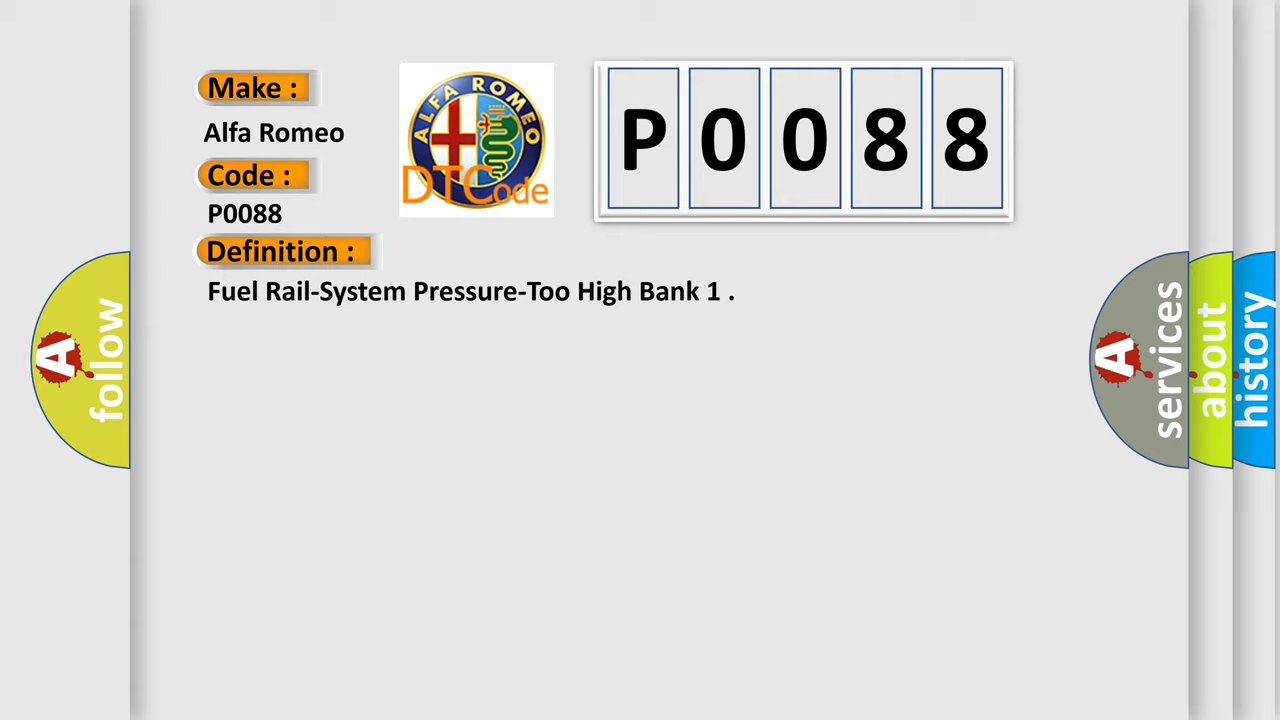 Make :
Alfa Romeo
Code :
P0088
Definition :
Fuel Rail-System Pressure-Too High Bank 1 .
ALFA ROMEO
DTCode
P 0 0 8 8
A
follow
A
services
about
history